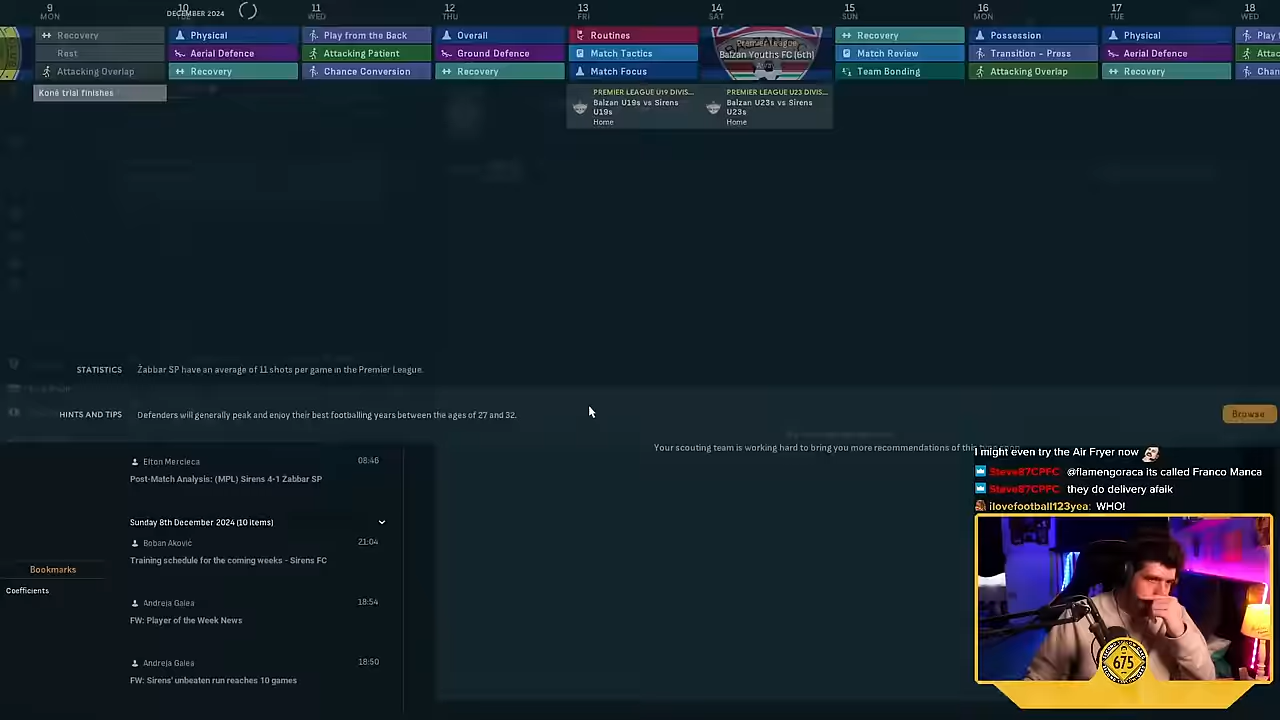 9
MON
DECEMBER 2024
10
TUE
11
WED
12
THU
13
FRI
14
SAT
15
SUN
16
MON
17
TUE
18
WED
Recovery
Physical
Play from the Back
Overall
Routines
Premier League
Recovery
Possession
Physical
Play f
Rest
Aerial Defence
Attacking Patient
Ground Defence
Match Tactics
Balzan Youths FC (6th)
Match Review
Transition - Press
Aerial Defence
Attac
Attacking Overlap
Recovery
Chance Conversion
Recovery
Match Focus
Away
Team Bonding
Attacking Overlap
Recovery
Chan
Koné trial finishes
PREMIER LEAGUE U19 DIVIS...
Balzan U19s vs Sirens
U19s
Home
PREMIER LEAGUE U23 DIVIS...
Balzan U23s vs Sirens
U23s
Home
STATISTICS
Żabbar SP have an average of 11 shots per game in the Premier League.
HINTS AND TIPS
Defenders will generally peak and enjoy their best footballing years between the ages of 27 and 32.
Browse
Your scouting team is working hard to bring you more recommendations of this type soon
Elton Mercieca
08:46
Post-Match Analysis: (MPL) Sirens 4-1 Żabbar SP
Sunday 8th December 2024 (10 items)
Boban Aković
21:04
Training schedule for the coming weeks - Sirens FC
Bookmarks
Coefficients
Andreja Galea
18:54
FW: Player of the Week News
Andreja Galea
18:50
FW: Sirens' unbeaten run reaches 10 games
I might even try the Air Fryer now
Steve87CPFC @flamengoraca its called Franco Manca
Steve87CPFC they do delivery afaik
ilovefootball123yea: WHO!
675